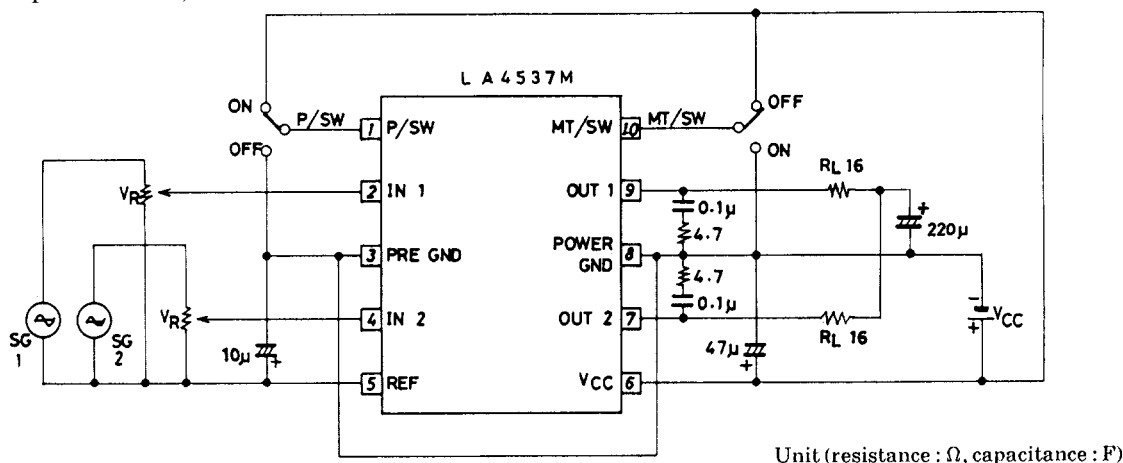 LA4537M
ON
P/SW
OFF
1 P/SW
2 IN 1
3 PRE GND
4 IN 2
5 REF
MT/SW 10
OUT 1 9
POWER GND 8
OUT 2 7
VCC 6
MT/SW
OFF
ON
VR
VR
SG 1
SG 2
10μ
+
0.1μ
4.7
4.7
0.1μ
47μ
+
RL 16
RL 16
+
220μ
-
+
VCC
Unit (resistance : Ω, capacitance : F)